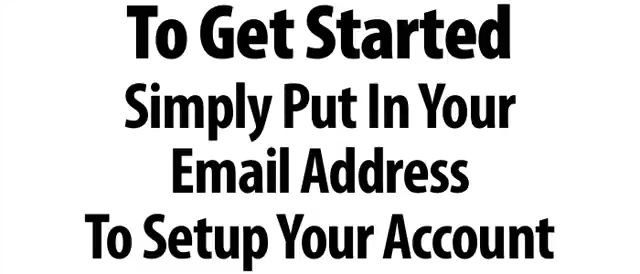 To Get Started
Simply Put In Your
Email Address
To Setup Your Account